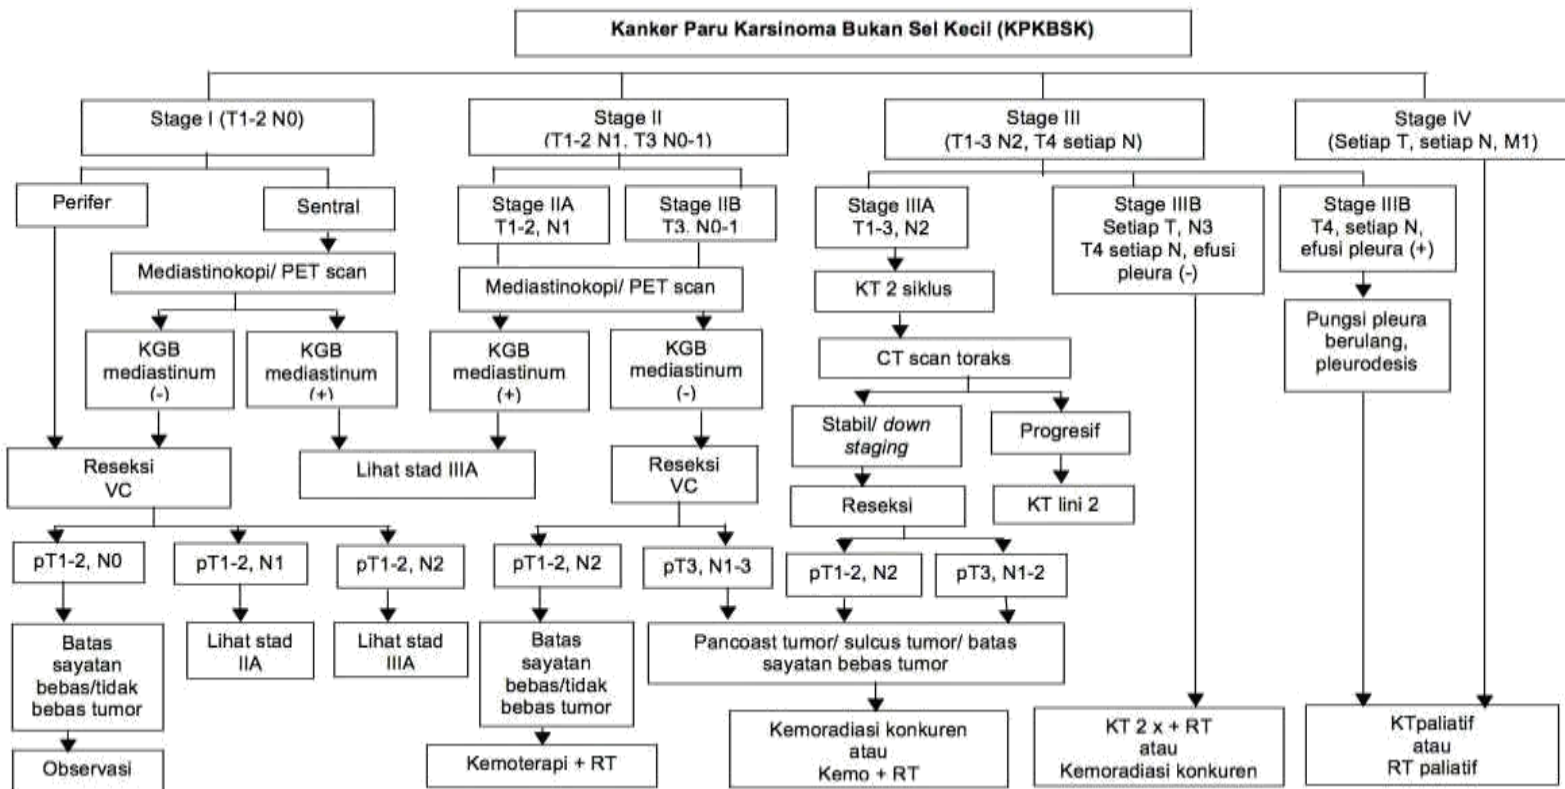 Kanker Paru Karsinoma Bukan Sel Kecil (KPKBSK)
Stage I (T1-2 N0)
Stage II
(T1-2 N1, T3 N0-1)
Stage III
(T1-3 N2, T4 setiap N)
Stage IV
(Setiap T, setiap N, M1)
Perifer
Sentral
Stage IIA
T1-2, N1
Stage IIB
T3, N0-1
Stage IIIA
T1-3, N2
Stage IIIB
Setiap T, N3
T4 setiap N, efusi
pleura (-)
Stage IIIB
T4, setiap N,
efusi pleura (+)
Mediastinokopi/ PET scan
Mediastinokopi/ PET scan
KT 2 siklus
Pungsi pleura
berulang,
pleurodesis
KGB
mediastinum
(-)
KGB
mediastinum
(+)
KGB
mediastinum
(+)
KGB
mediastinum
(-)
CT scan toraks
Stabil/ down
staging
Progresif
Reseksi
VC
Lihat stad IIIA
Reseksi
VC
Reseksi
KT lini 2
pT1-2, N0
pT1-2, N1
pT1-2, N2
pT1-2, N2
pT3, N1-3
pT1-2, N2
pT3, N1-2
Batas
sayatan
bebas/tidak
bebas tumor
Lihat stad
IIA
Lihat stad
IIIA
Batas
sayatan
bebas/tidak
bebas tumor
Pancoast tumor/ sulcus tumor/ batas
sayatan bebas tumor
Observasi
Kemoterapi + RT
Kemoradiasi konkuren
atau
Kemo + RT
KT 2 x + RT
atau
Kemoradiasi konkuren
KTpaliatif
atau
RT paliatif